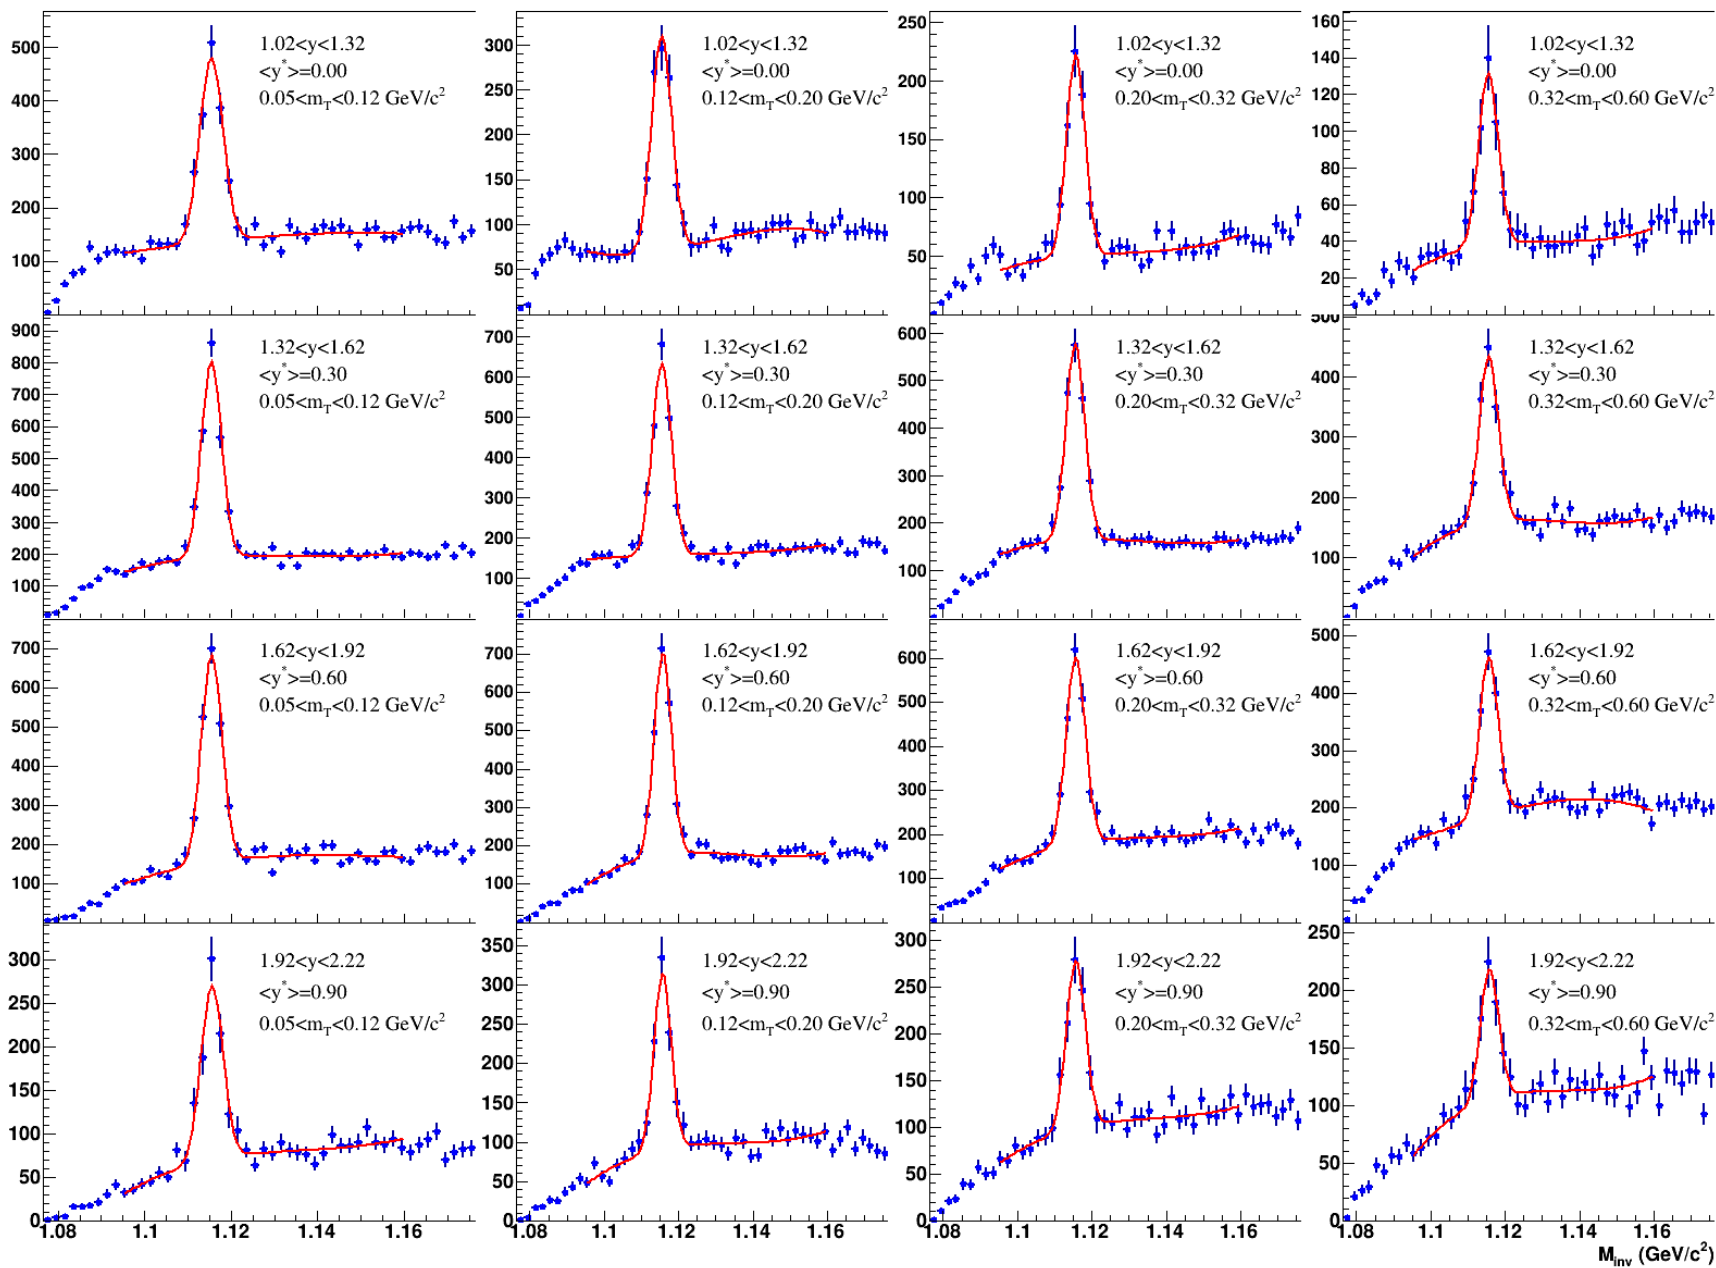 1.02<y<1.32
<y*>=0.00
0.05<mT<0.12 GeV/c2
500
400
300
200
100
1.02<y<1.32
<y*>=0.00
0.12<mT<0.20 GeV/c2
300
250
200
150
100
50
1.02<y<1.32
<y*>=0.00
0.20<mT<0.32 GeV/c2
250
200
150
100
50
1.02<y<1.32
<y*>=0.00
0.32<mT<0.60 GeV/c2
160
140
120
100
80
60
40
20
1.32<y<1.62
<y*>=0.30
0.05<mT<0.12 GeV/c2
900
800
700
600
500
400
300
200
100
1.32<y<1.62
<y*>=0.30
0.12<mT<0.20 GeV/c2
700
600
500
400
300
200
100
1.32<y<1.62
<y*>=0.30
0.20<mT<0.32 GeV/c2
600
500
400
300
200
100
1.32<y<1.62
<y*>=0.30
0.32<mT<0.60 GeV/c2
500
400
300
200
100
1.62<y<1.92
<y*>=0.60
0.05<mT<0.12 GeV/c2
700
600
500
400
300
200
100
1.62<y<1.92
<y*>=0.60
0.12<mT<0.20 GeV/c2
700
600
500
400
300
200
100
1.62<y<1.92
<y*>=0.60
0.20<mT<0.32 GeV/c2
600
500
400
300
200
100
1.62<y<1.92
<y*>=0.60
0.32<mT<0.60 GeV/c2
500
400
300
200
100
1.92<y<2.22
<y*>=0.90
0.05<mT<0.12 GeV/c2
300
250
200
150
100
50
0
1.08 1.1 1.12 1.14 1.16
1.92<y<2.22
<y*>=0.90
0.12<mT<0.20 GeV/c2
350
300
250
200
150
100
50
0
1.08 1.1 1.12 1.14 1.16
1.92<y<2.22
<y*>=0.90
0.20<mT<0.32 GeV/c2
300
250
200
150
100
50
0
1.08 1.1 1.12 1.14 1.16
1.92<y<2.22
<y*>=0.90
0.32<mT<0.60 GeV/c2
250
200
150
100
50
0
1.08 1.1 1.12 1.14 1.16
Minv (GeV/c2)